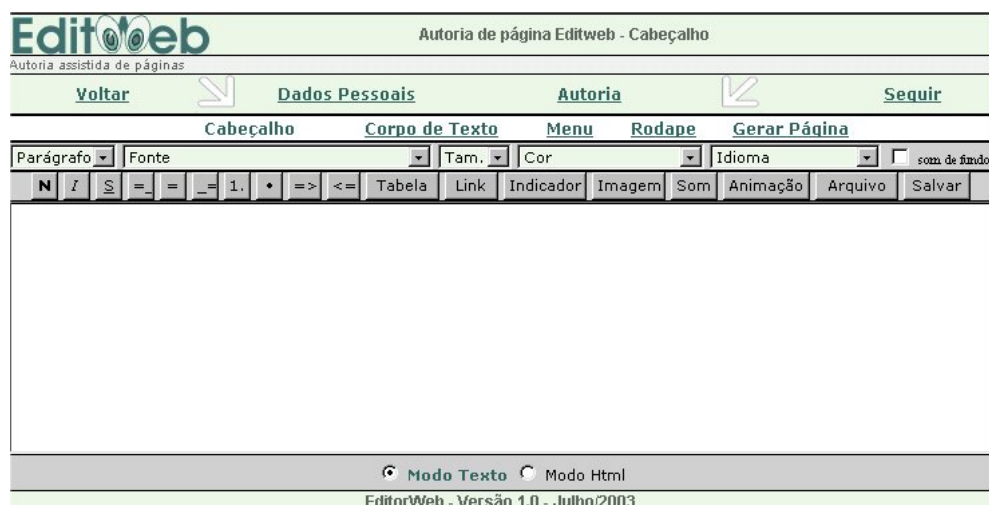 EditWeb
Autoria de página Editweb - Cabeçalho
Autoria assistida de páginas
Voltar Dados Pessoais Autoria Seguir
Cabeçalho Corpo de Texto Menu Rodape Gerar Página
Parágrafo Fonte Tam. Cor Idioma som de fundo
N I S =_ = _= 1. • => <= Tabela Link Indicador Imagem Som Animação Arquivo Salvar
Modo Texto Modo Html
EditorWeb - Versão 1.0 - Julho/2003